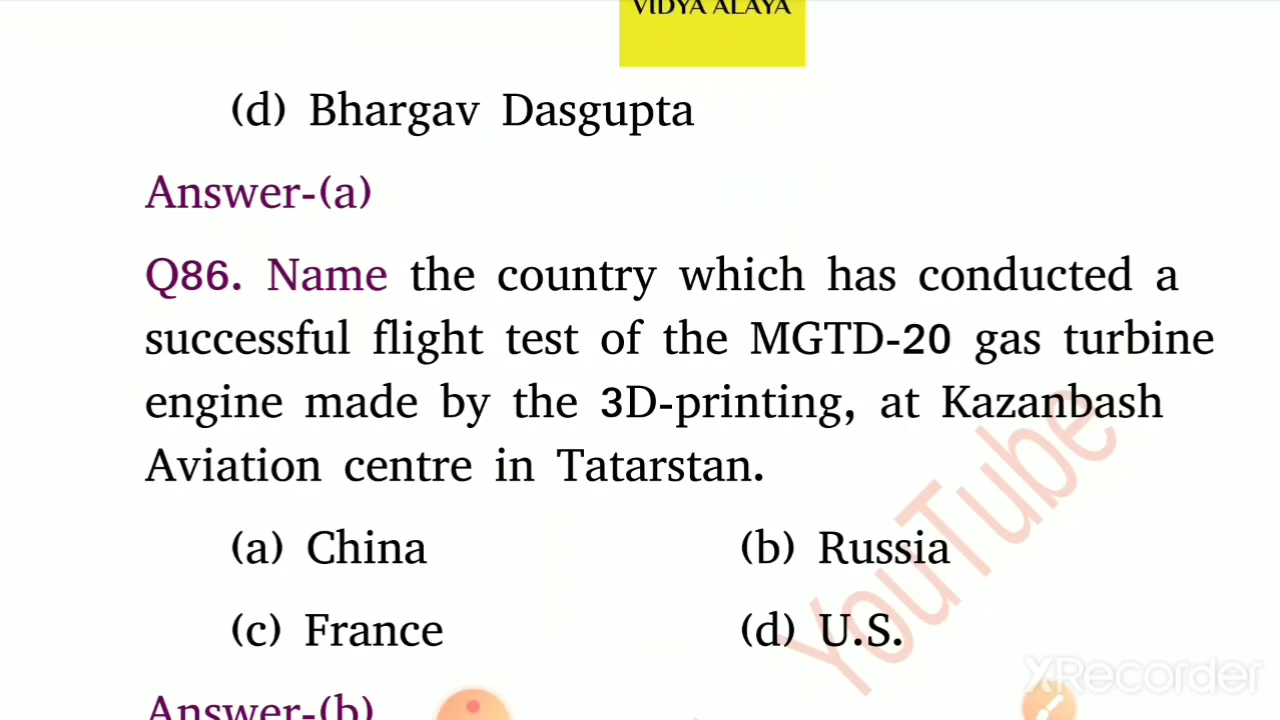 VIDYA ALAYA
(d) Bhargav Dasgupta
Answer-(a)
Q86. Name the country which has conducted a
successful flight test of the MGTD-20 gas turbine
engine made by the 3D-printing, at Kazanbash
Aviation centre in Tatarstan.
(a) China (b) Russia
(c) France (d) U.S.
YouTube
XRecorder
Answer-(b)